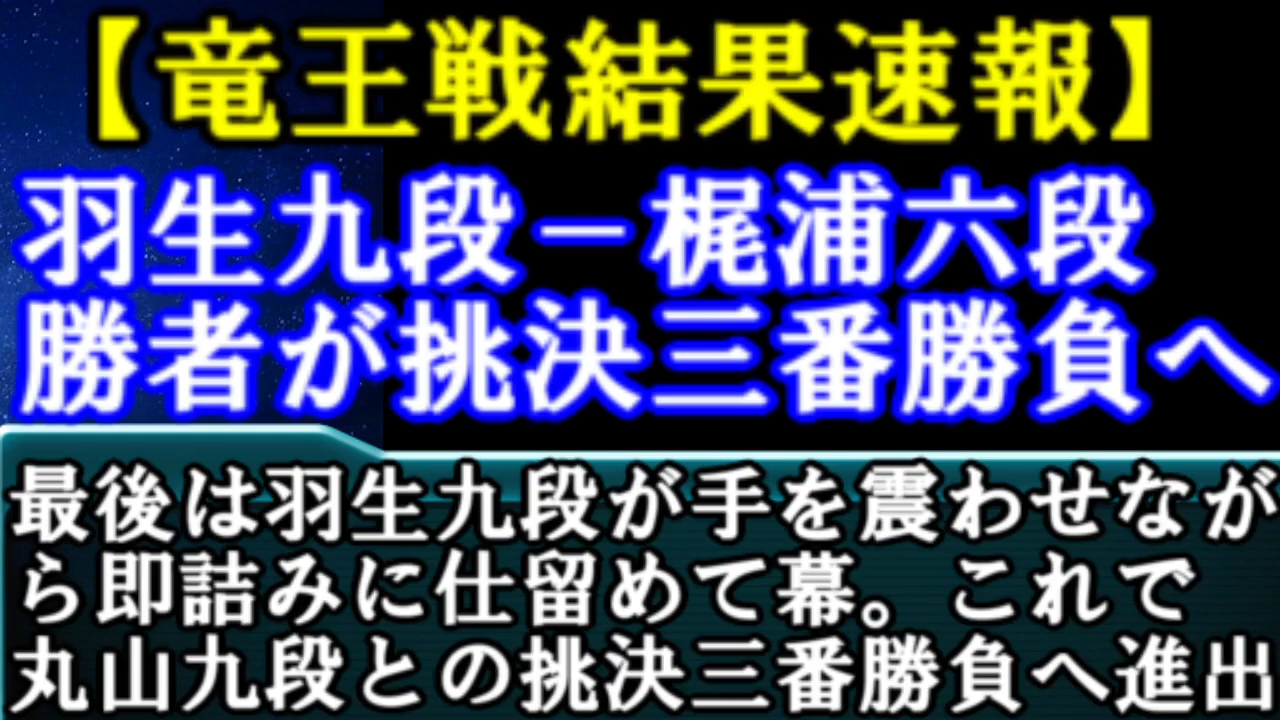 【竜王戦結果速報】
羽生九段－梶浦六段
勝者が挑決三番勝負へ
最後は羽生九段が手を震わせなが
ら即詰みに仕留めて幕。これで
丸山九段との挑決三番勝負へ進出